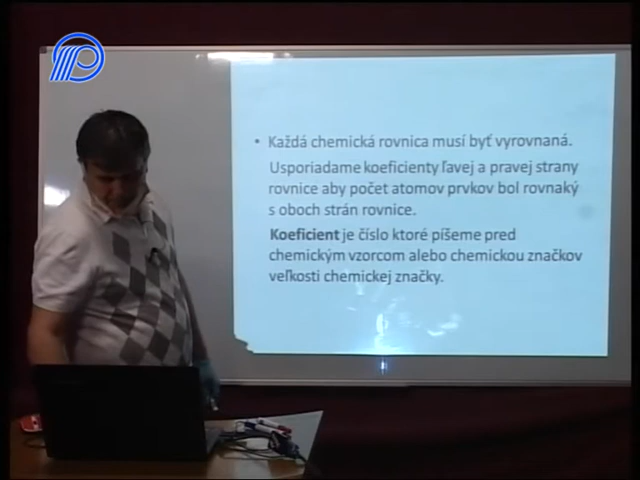 • Každá chemická rovnica musí byť vyrovnaná.
Usporiadame koeficienty ľavej a pravej strany
rovnice aby počet atomov prvkov bol rovnaký
s oboch strán rovnice.
Koeficient je číslo ktoré píšeme pred
chemickým vzorcom alebo chemickou značkov
veľkosti chemickej značky.